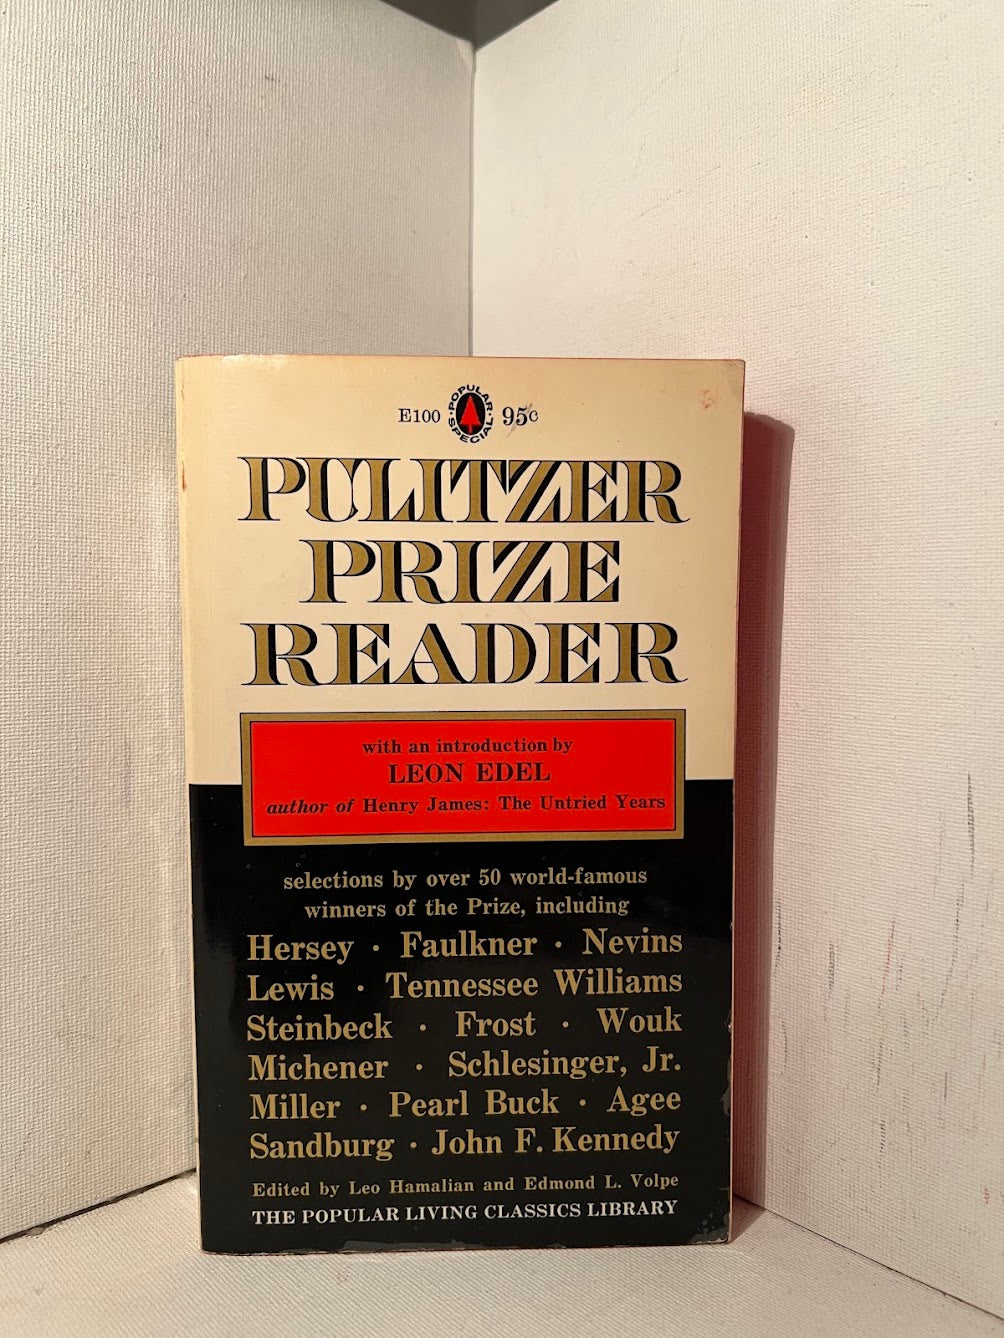 E100 POPULAR SPECIAL 95c
PULITZER
PRIZE
READER
with an introduction by
LEON EDEL
author of Henry James: The Untried Years
selections by over 50 world-famous
winners of the Prize, including
Hersey · Faulkner · Nevins
Lewis · Tennessee Williams
Steinbeck · Frost · Wouk
Michener · Schlesinger, Jr.
Miller · Pearl Buck · Agee
Sandburg · John F. Kennedy
Edited by Leo Hamalian and Edmond L. Volpe
THE POPULAR LIVING CLASSICS LIBRARY